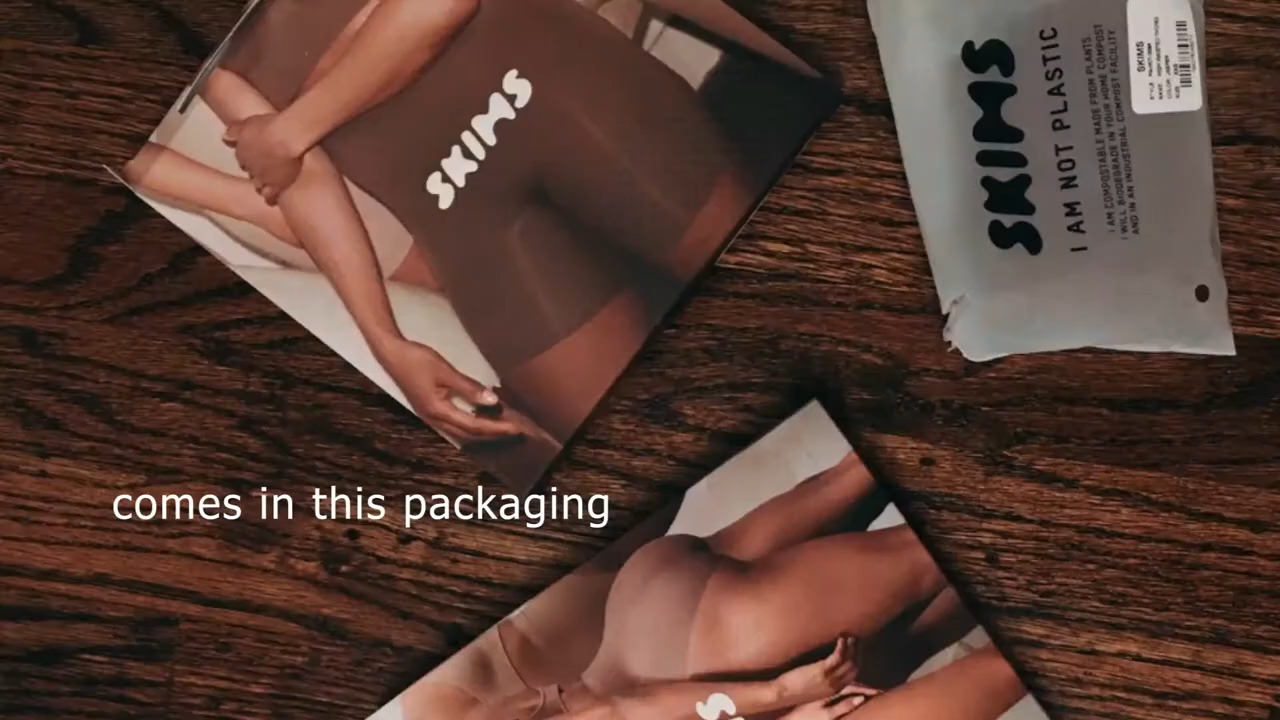 SKIMS
SKIMS
I AM NOT PLASTIC
I AM COMPOSTABLE MADE FROM PLANTS.
I WILL BIODEGRADE IN YOUR HOME COMPOST
AND IN AN INDUSTRIAL COMPOST FACILITY
SKIMS
comes in this packaging